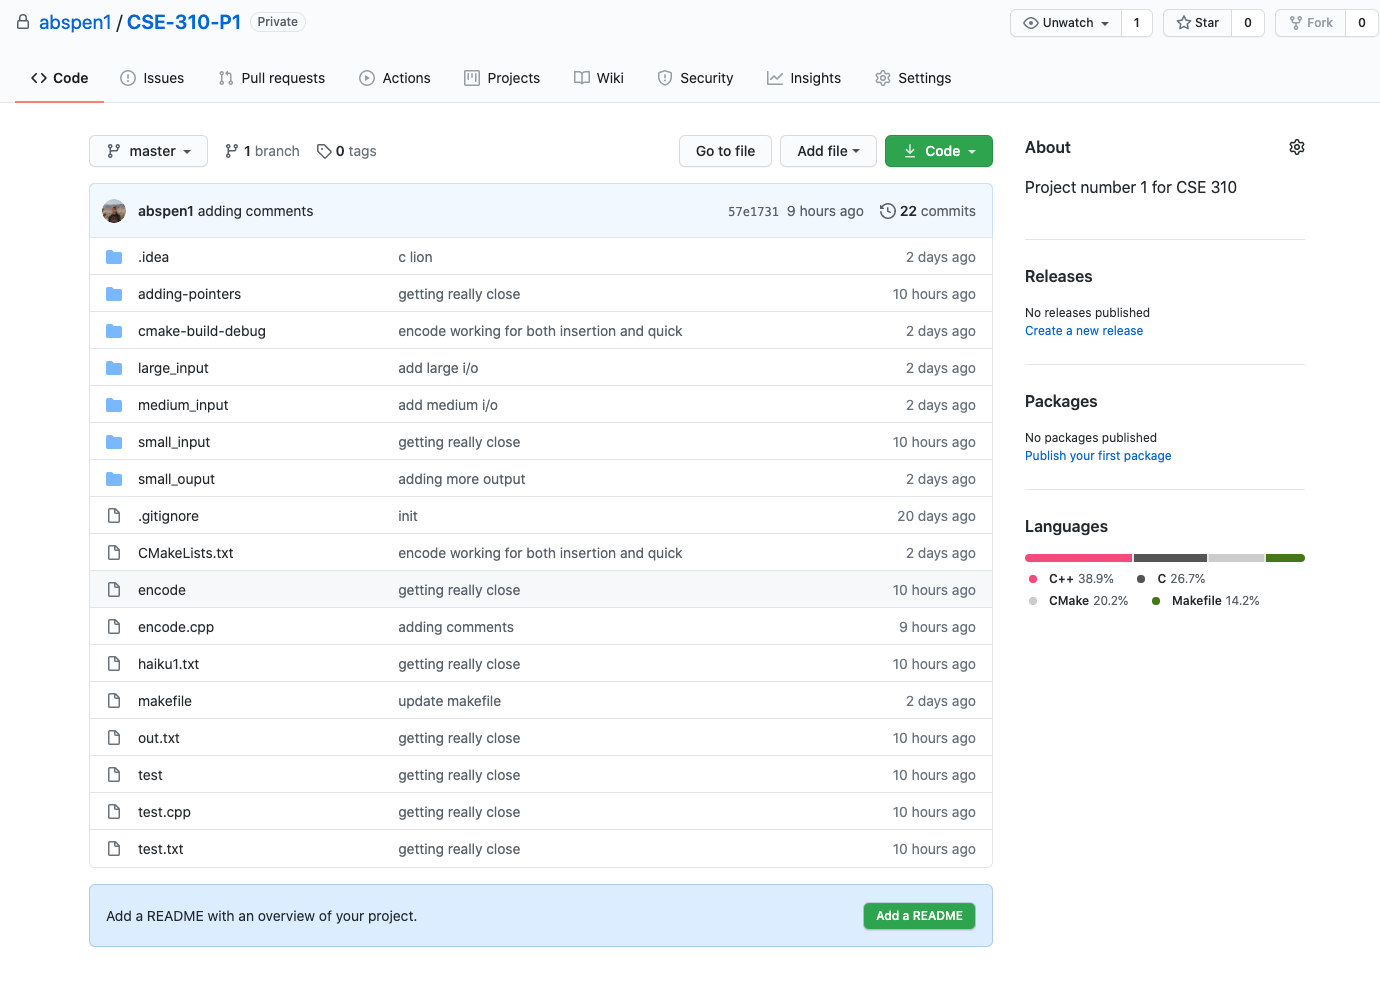 abspen1 / CSE-310-P1 Private
Unwatch 1 Star 0 Fork 0
Code Issues Pull requests Actions Projects Wiki Security Insights Settings
master 1 branch 0 tags Go to file Add file Code
abspen1 adding comments 57e1731 9 hours ago 22 commits
.idea c lion 2 days ago
adding-pointers getting really close 10 hours ago
cmake-build-debug encode working for both insertion and quick 2 days ago
large_input add large i/o 2 days ago
medium_input add medium i/o 2 days ago
small_input getting really close 10 hours ago
small_ouput adding more output 2 days ago
.gitignore init 20 days ago
CMakeLists.txt encode working for both insertion and quick 2 days ago
encode getting really close 10 hours ago
encode.cpp adding comments 9 hours ago
haiku1.txt getting really close 10 hours ago
makefile update makefile 2 days ago
out.txt getting really close 10 hours ago
test getting really close 10 hours ago
test.cpp getting really close 10 hours ago
test.txt getting really close 10 hours ago
Add a README with an overview of your project. Add a README
About
Project number 1 for CSE 310
Releases
No releases published
Create a new release
Packages
No packages published
Publish your first package
Languages
C++ 38.9% C 26.7%
CMake 20.2% Makefile 14.2%